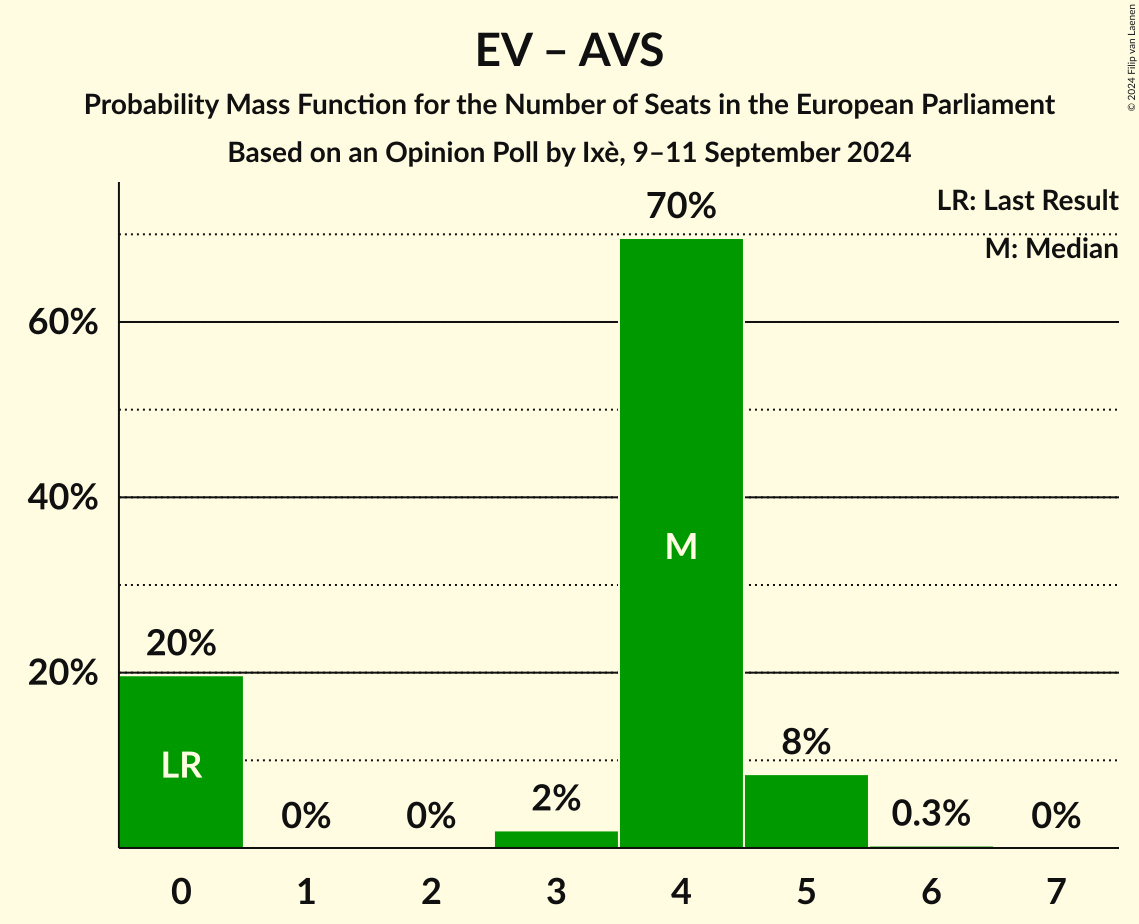 EV – AVS
Probability Mass Function for the Number of Seats in the European Parliament
Based on an Opinion Poll by Ixè, 9–11 September 2024
© 2024 Filip van Laenen
LR: Last Result
M: Median
70%
60%
40%
M
20%
20%
LR
0%
0%
2%
8%
0.3%
0%
0 1 2 3 4 5 6 7